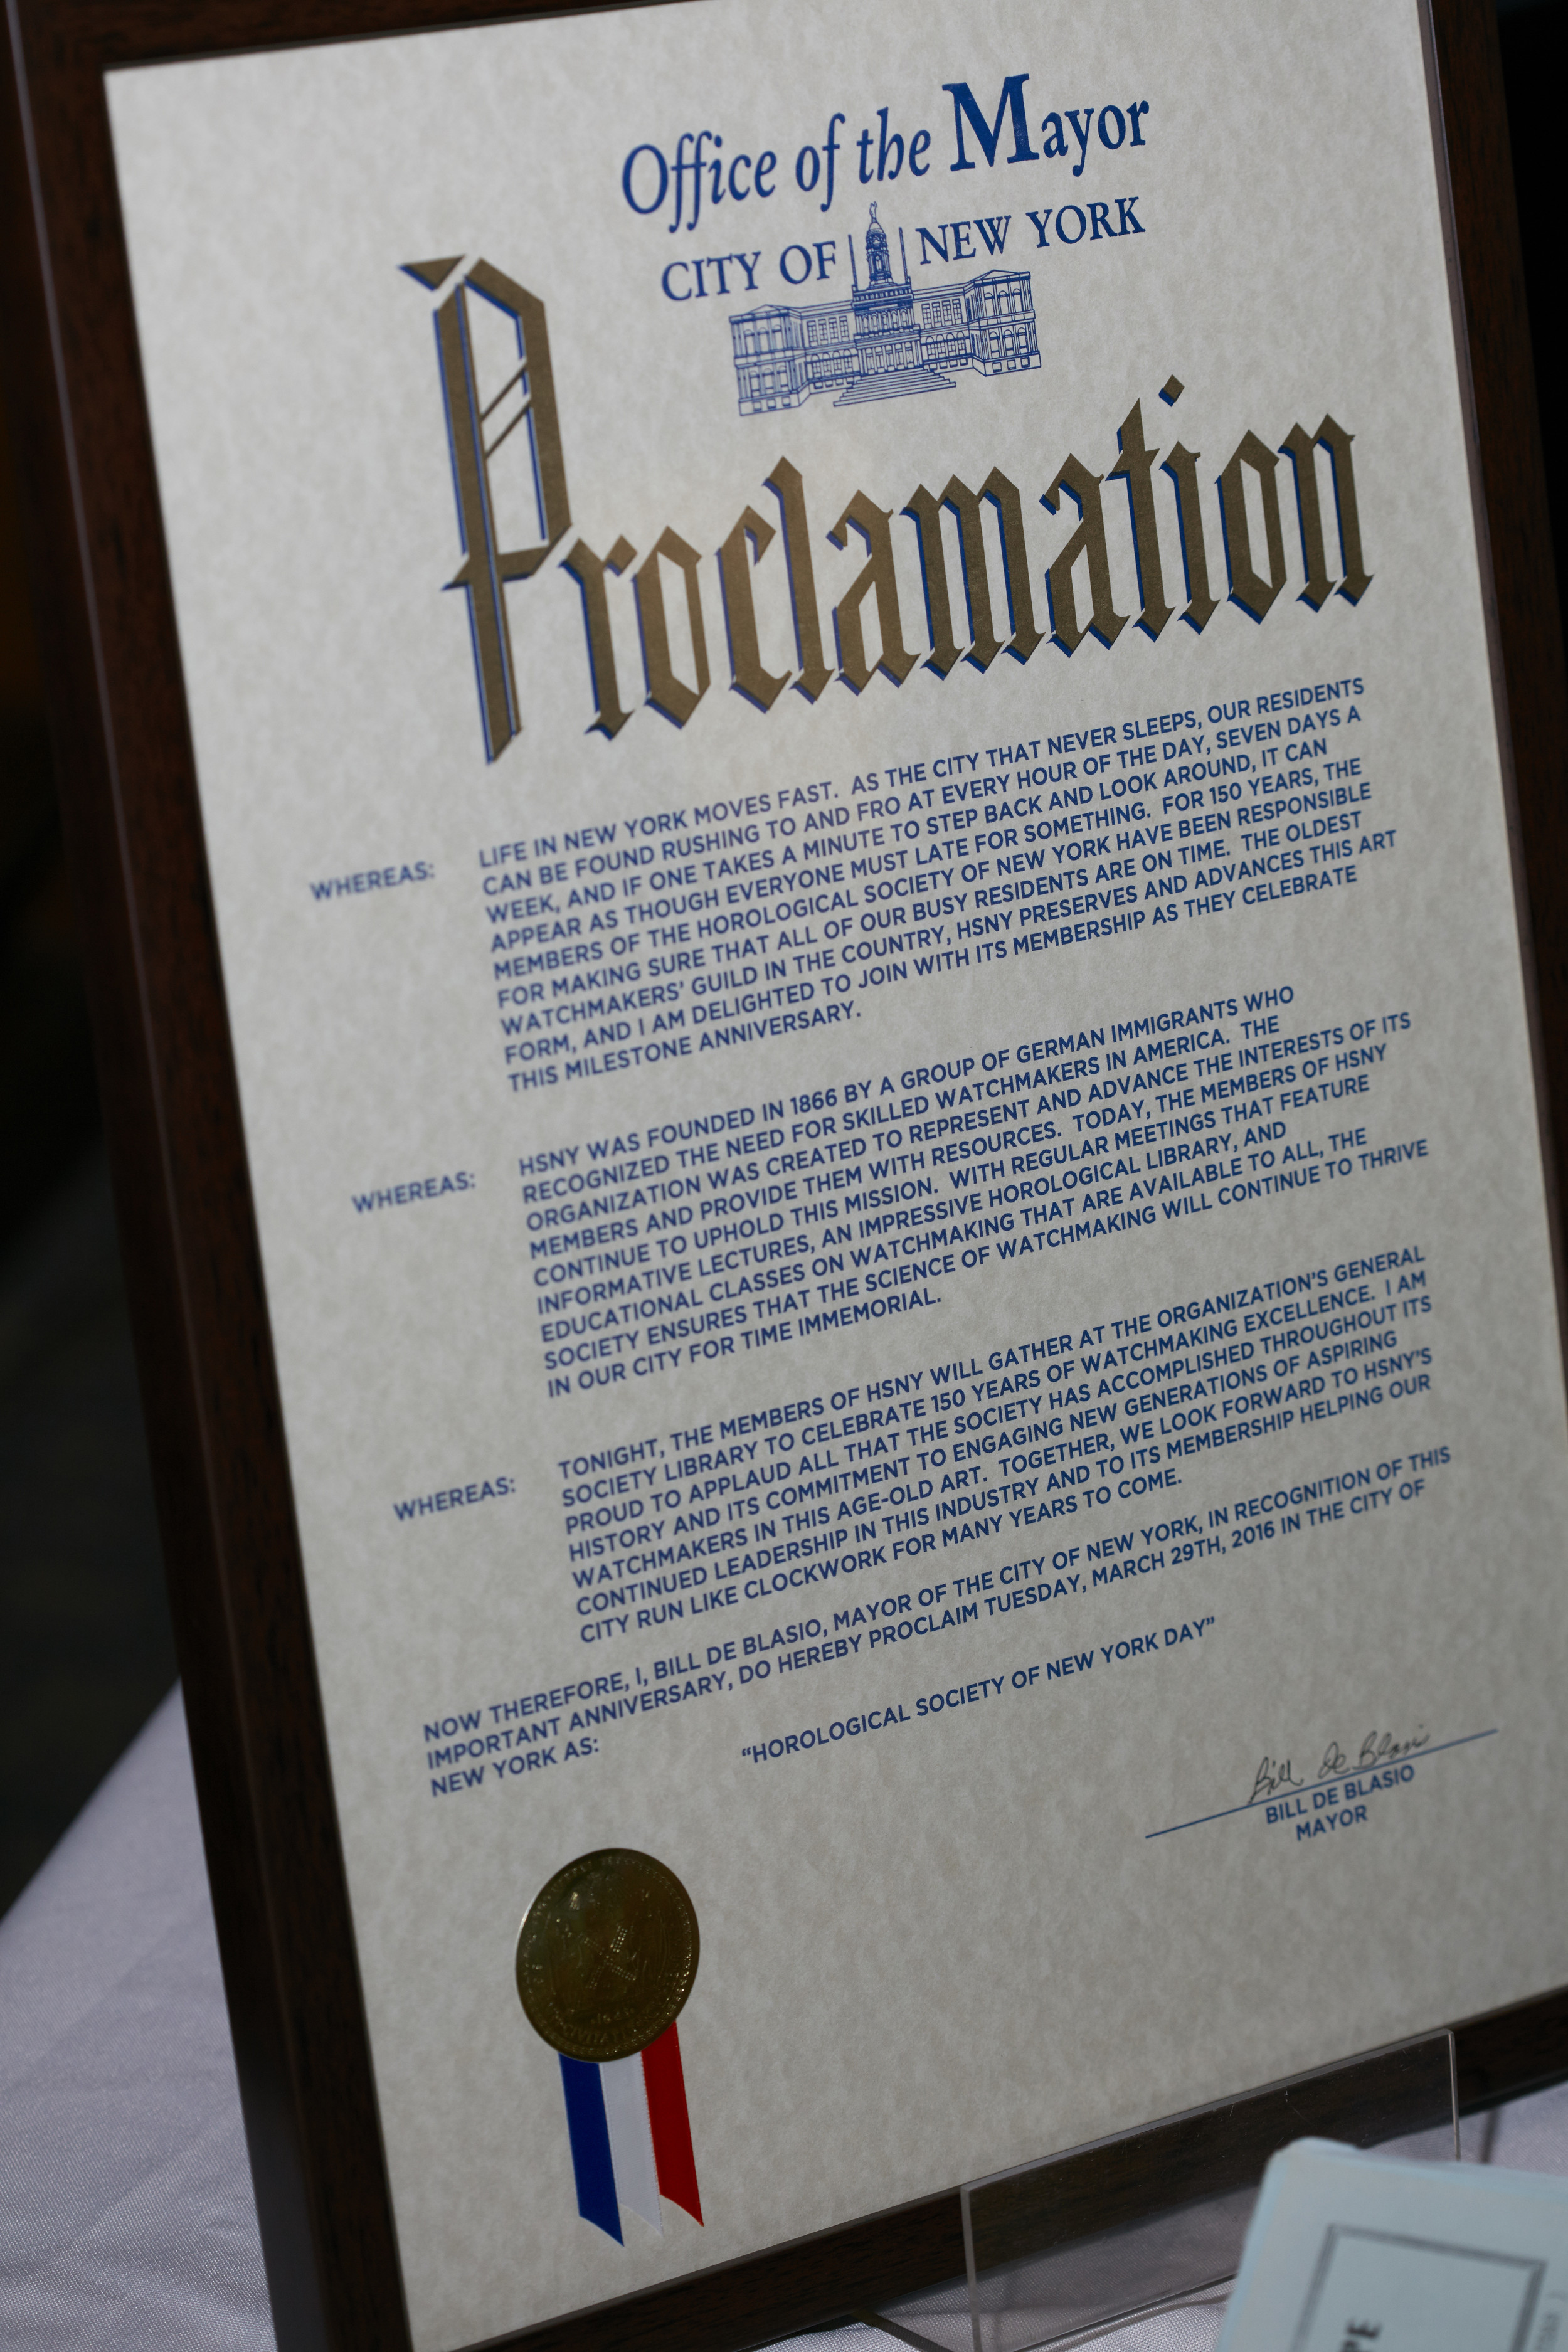 Office of the Mayor
CITY OF NEW YORK
Proclamation
WHEREAS: LIFE IN NEW YORK MOVES FAST. AS THE CITY THAT NEVER SLEEPS, OUR RESIDENTS
CAN BE FOUND RUSHING TO AND FRO AT EVERY HOUR OF THE DAY, SEVEN DAYS A
WEEK, AND IF ONE TAKES A MINUTE TO STEP BACK AND LOOK AROUND, IT CAN
APPEAR AS THOUGH EVERYONE MUST LATE FOR SOMETHING. FOR 150 YEARS, THE
MEMBERS OF THE HOROLOGICAL SOCIETY OF NEW YORK HAVE BEEN RESPONSIBLE
FOR MAKING SURE THAT ALL OF OUR BUSY RESIDENTS ARE ON TIME. THE OLDEST
WATCHMAKERS' GUILD IN THE COUNTRY, HSNY PRESERVES AND ADVANCES THIS ART
FORM, AND I AM DELIGHTED TO JOIN WITH ITS MEMBERSHIP AS THEY CELEBRATE
THIS MILESTONE ANNIVERSARY.
WHEREAS: HSNY WAS FOUNDED IN 1866 BY A GROUP OF GERMAN IMMIGRANTS WHO
RECOGNIZED THE NEED FOR SKILLED WATCHMAKERS IN AMERICA. THE
ORGANIZATION WAS CREATED TO REPRESENT AND ADVANCE THE INTERESTS OF ITS
MEMBERS AND PROVIDE THEM WITH RESOURCES. TODAY, THE MEMBERS OF HSNY
CONTINUE TO UPHOLD THIS MISSION. WITH REGULAR MEETINGS THAT FEATURE
INFORMATIVE LECTURES, AN IMPRESSIVE HOROLOGICAL LIBRARY, AND
EDUCATIONAL CLASSES ON WATCHMAKING THAT ARE AVAILABLE TO ALL, THE
SOCIETY ENSURES THAT THE SCIENCE OF WATCHMAKING WILL CONTINUE TO THRIVE
IN OUR CITY FOR TIME IMMEMORIAL.
WHEREAS: TONIGHT, THE MEMBERS OF HSNY WILL GATHER AT THE ORGANIZATION'S GENERAL
SOCIETY LIBRARY TO CELEBRATE 150 YEARS OF WATCHMAKING EXCELLENCE. I AM
PROUD TO APPLAUD ALL THAT THE SOCIETY HAS ACCOMPLISHED THROUGHOUT ITS
HISTORY AND ITS COMMITMENT TO ENGAGING NEW GENERATIONS OF ASPIRING
WATCHMAKERS IN THIS AGE-OLD ART. TOGETHER, WE LOOK FORWARD TO HSNY'S
CONTINUED LEADERSHIP IN THIS INDUSTRY AND TO ITS MEMBERSHIP HELPING OUR
CITY RUN LIKE CLOCKWORK FOR MANY YEARS TO COME.
NOW THEREFORE, I, BILL DE BLASIO, MAYOR OF THE CITY OF NEW YORK, IN RECOGNITION OF THIS
IMPORTANT ANNIVERSARY, DO HEREBY PROCLAIM TUESDAY, MARCH 29TH, 2016 IN THE CITY OF
NEW YORK AS:
"HOROLOGICAL SOCIETY OF NEW YORK DAY"
Bill de Blasio
BILL DE BLASIO
MAYOR